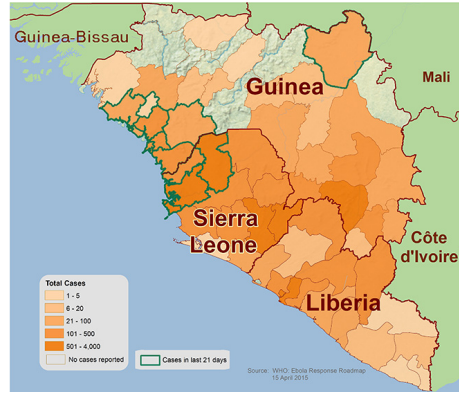 Guinea-Bissau
Guinea
Mali
Sierra
Leone
Côte
d'Ivoire
Liberia
Total Cases
1 - 5
6 - 20
21 - 100
101 - 500
501 - 4,000
No cases reported
Cases in last 21 days
Source: WHO. Ebola Response Roadmap
15 April 2015